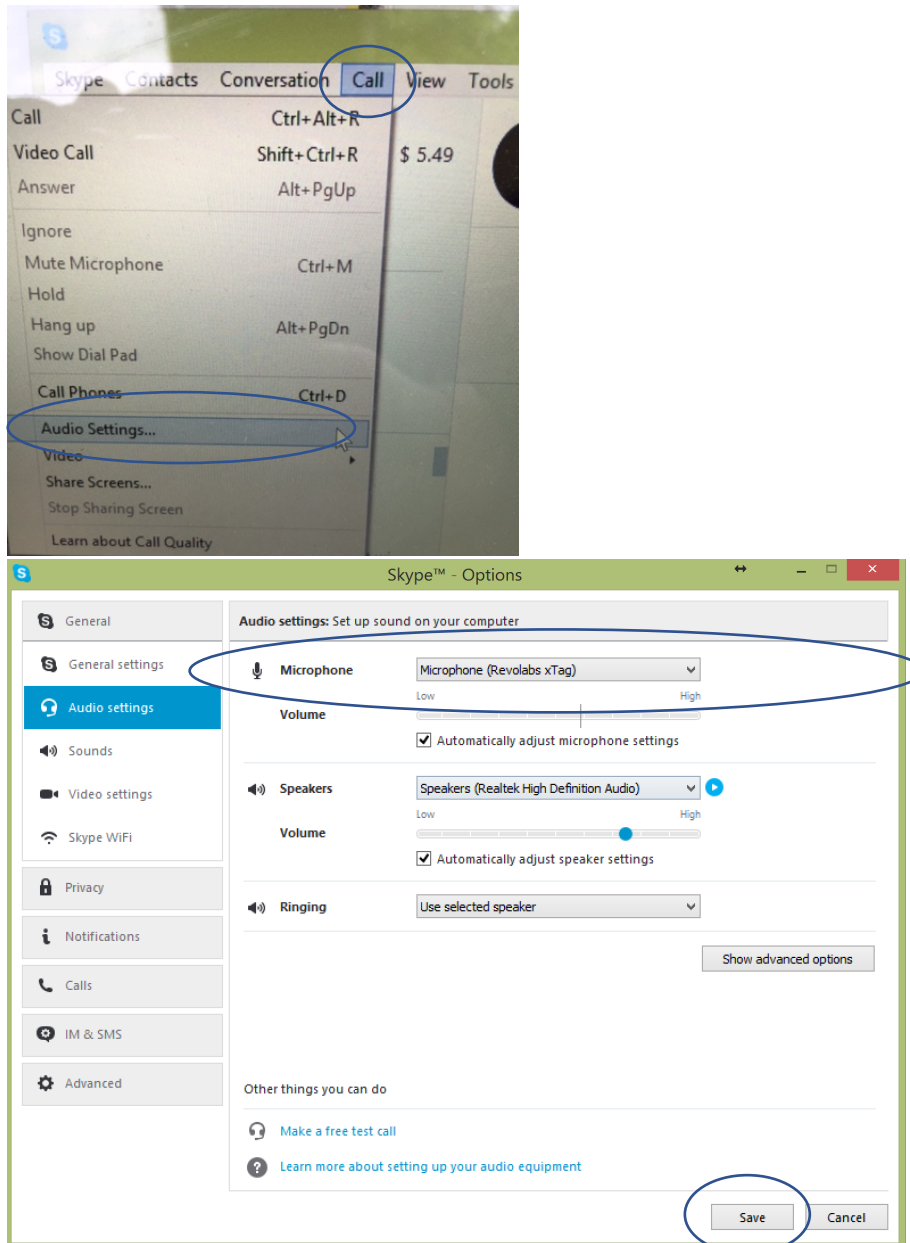 Skype Contacts Conversation Call View Tools
Call Ctrl+Alt+R
Video Call Shift+Ctrl+R $ 5.49
Answer Alt+PgUp
Ignore
Mute Microphone Ctrl+M
Hold
Hang up Alt+PgDn
Show Dial Pad
Call Phones Ctrl+D
Audio Settings...
Video
Share Screens...
Stop Sharing Screen
Learn about Call Quality
Skype™ - Options
General
General settings
Audio settings
Sounds
Video settings
Skype WiFi
Privacy
Notifications
Calls
IM & SMS
Advanced
Audio settings: Set up sound on your computer
Microphone Microphone (Revolabs xTag)
Low High
Volume
Automatically adjust microphone settings
Speakers Speakers (Realtek High Definition Audio)
Low High
Volume
Automatically adjust speaker settings
Ringing Use selected speaker
Show advanced options
Other things you can do
Make a free test call
Learn more about setting up your audio equipment
Save Cancel